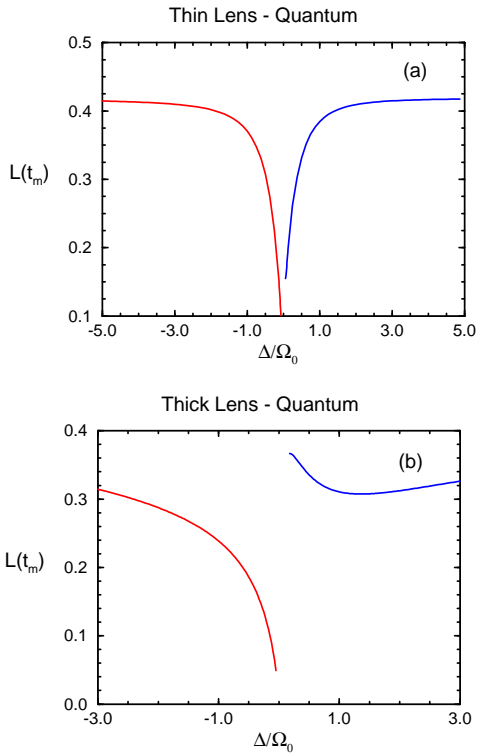 Thin Lens - Quantum
0.5
(a)
0.4
L(t_m)
0.3
0.2
0.1
-5.0 -3.0 -1.0 1.0 3.0 5.0
Δ/Ω₀
Thick Lens - Quantum
0.4
(b)
0.3
L(t_m)
0.2
0.1
0.0
-3.0 -1.0 1.0 3.0
Δ/Ω₀